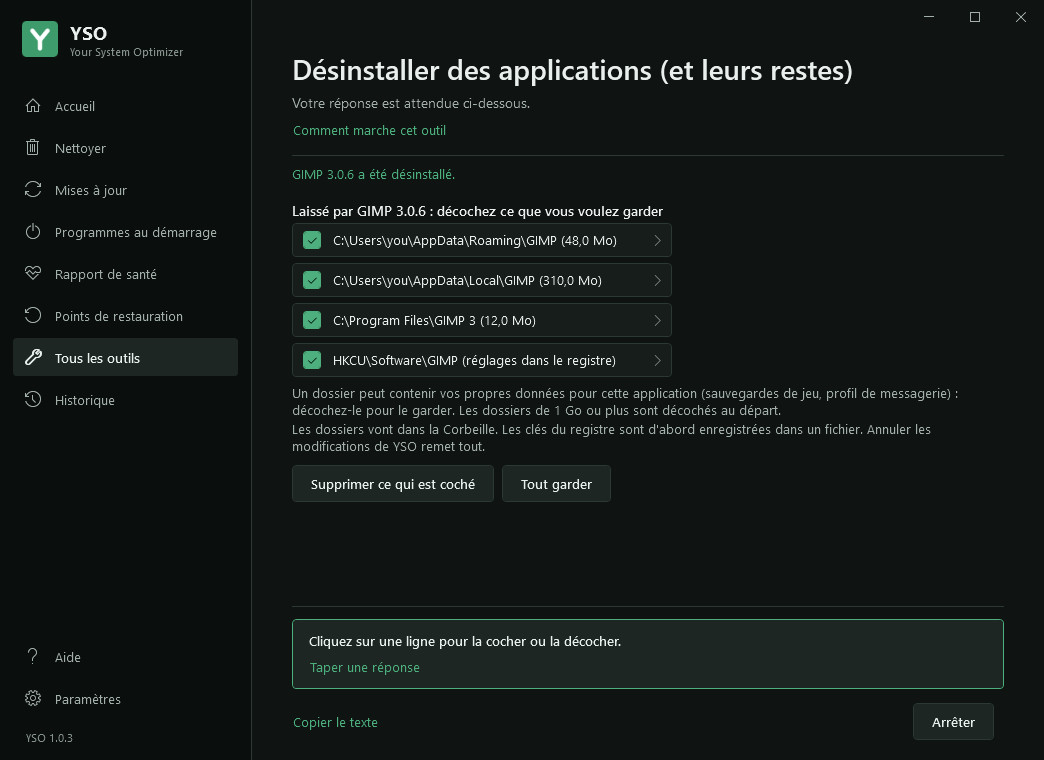 YSO
Your System Optimizer
Accueil
Nettoyer
Mises à jour
Programmes au démarrage
Rapport de santé
Points de restauration
Tous les outils
Historique
Aide
Paramètres
YSO 1.0.3
Désinstaller des applications (et leurs restes)
Votre réponse est attendue ci-dessous.
Comment marche cet outil
GIMP 3.0.6 a été désinstallé.
Laissé par GIMP 3.0.6 : décochez ce que vous voulez garder
C:\Users\you\AppData\Roaming\GIMP (48,0 Mo)
C:\Users\you\AppData\Local\GIMP (310,0 Mo)
C:\Program Files\GIMP 3 (12,0 Mo)
HKCU\Software\GIMP (réglages dans le registre)
Un dossier peut contenir vos propres données pour cette application (sauvegardes de jeu, profil de messagerie) :
décochez-le pour le garder. Les dossiers de 1 Go ou plus sont décochés au départ.
Les dossiers vont dans la Corbeille. Les clés du registre sont d'abord enregistrées dans un fichier. Annuler les
modifications de YSO remet tout.
Supprimer ce qui est coché
Tout garder
Cliquez sur une ligne pour la cocher ou la décocher.
Taper une réponse
Copier le texte
Arrêter